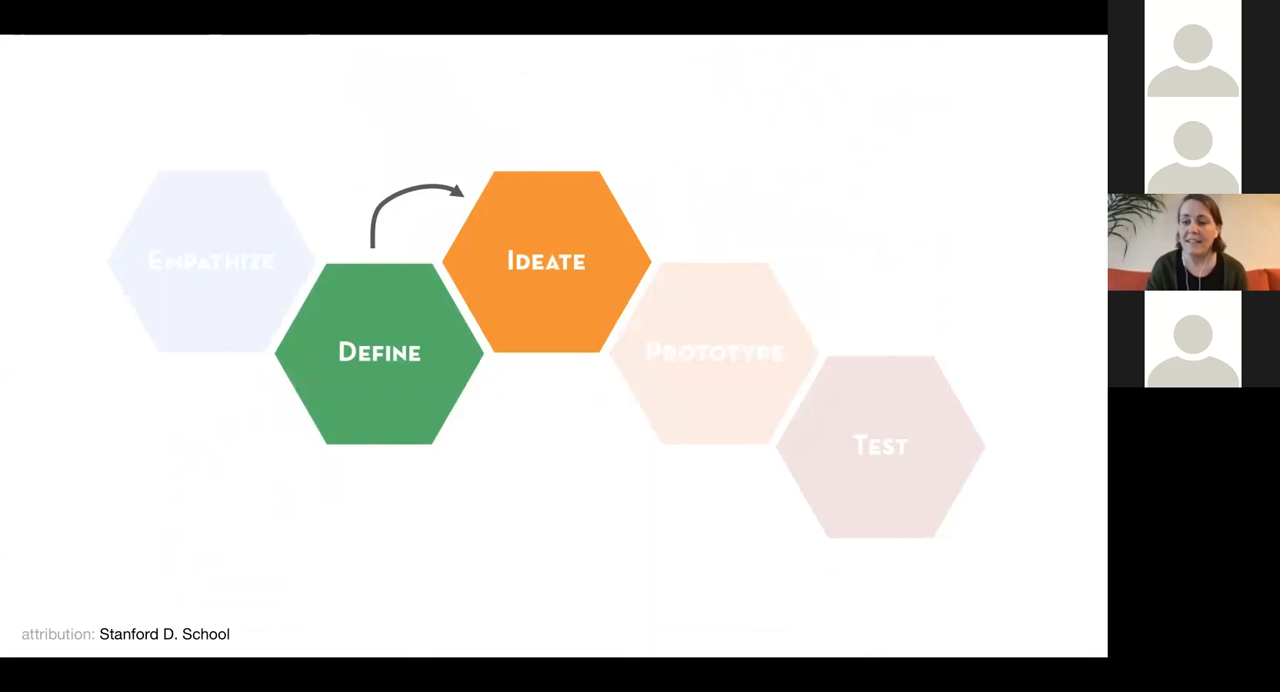 EMPATHIZE
IDEATE
DEFINE
PROTOTYPE
TEST
attribution: Stanford D. School